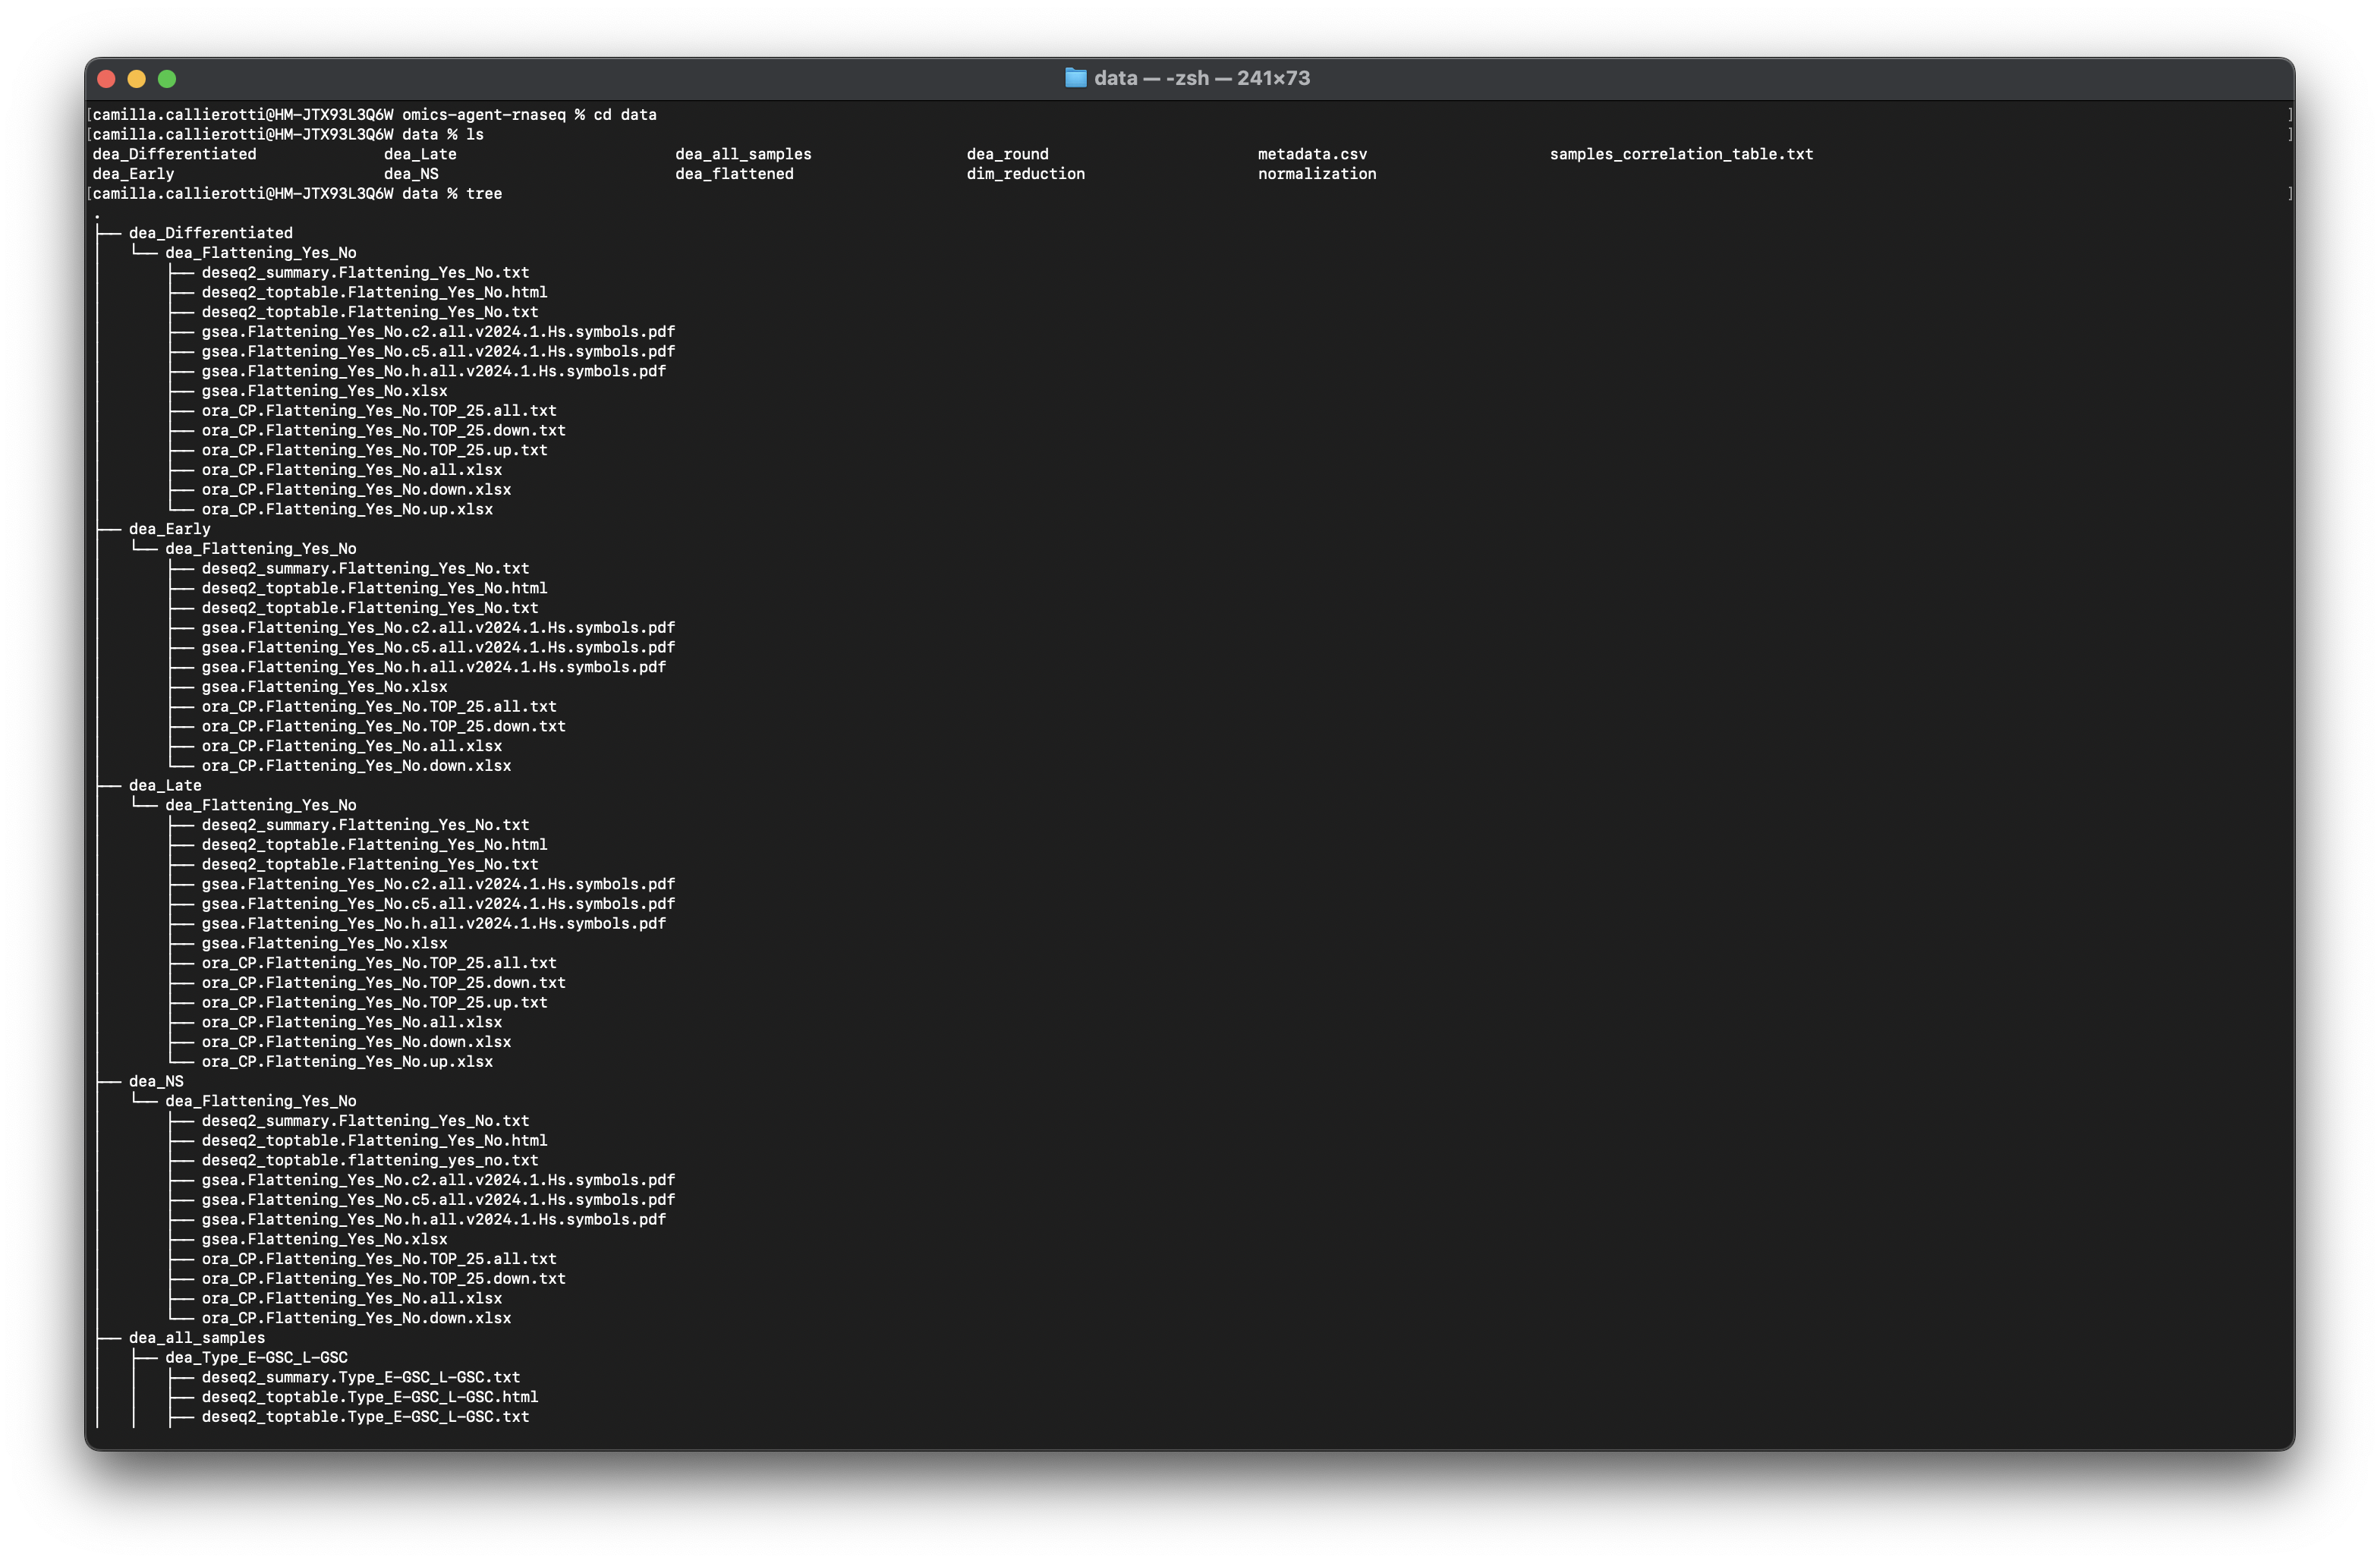 data — -zsh — 241×73
[camilla.callierotti@HM-JTX93L3Q6W omics-agent-rnaseq % cd data ]
[camilla.callierotti@HM-JTX93L3Q6W data % ls ]
dea_Differentiated dea_Late dea_all_samples dea_round metadata.csv samples_correlation_table.txt
dea_Early dea_NS dea_flattened dim_reduction normalization
[camilla.callierotti@HM-JTX93L3Q6W data % tree ]
.
├── dea_Differentiated
│   └── dea_Flattening_Yes_No
│       ├── deseq2_summary.Flattening_Yes_No.txt
│       ├── deseq2_toptable.Flattening_Yes_No.html
│       ├── deseq2_toptable.Flattening_Yes_No.txt
│       ├── gsea.Flattening_Yes_No.c2.all.v2024.1.Hs.symbols.pdf
│       ├── gsea.Flattening_Yes_No.c5.all.v2024.1.Hs.symbols.pdf
│       ├── gsea.Flattening_Yes_No.h.all.v2024.1.Hs.symbols.pdf
│       ├── gsea.Flattening_Yes_No.xlsx
│       ├── ora_CP.Flattening_Yes_No.TOP_25.all.txt
│       ├── ora_CP.Flattening_Yes_No.TOP_25.down.txt
│       ├── ora_CP.Flattening_Yes_No.TOP_25.up.txt
│       ├── ora_CP.Flattening_Yes_No.all.xlsx
│       ├── ora_CP.Flattening_Yes_No.down.xlsx
│       └── ora_CP.Flattening_Yes_No.up.xlsx
├── dea_Early
│   └── dea_Flattening_Yes_No
│       ├── deseq2_summary.Flattening_Yes_No.txt
│       ├── deseq2_toptable.Flattening_Yes_No.html
│       ├── deseq2_toptable.Flattening_Yes_No.txt
│       ├── gsea.Flattening_Yes_No.c2.all.v2024.1.Hs.symbols.pdf
│       ├── gsea.Flattening_Yes_No.c5.all.v2024.1.Hs.symbols.pdf
│       ├── gsea.Flattening_Yes_No.h.all.v2024.1.Hs.symbols.pdf
│       ├── gsea.Flattening_Yes_No.xlsx
│       ├── ora_CP.Flattening_Yes_No.TOP_25.all.txt
│       ├── ora_CP.Flattening_Yes_No.TOP_25.down.txt
│       ├── ora_CP.Flattening_Yes_No.all.xlsx
│       └── ora_CP.Flattening_Yes_No.down.xlsx
├── dea_Late
│   └── dea_Flattening_Yes_No
│       ├── deseq2_summary.Flattening_Yes_No.txt
│       ├── deseq2_toptable.Flattening_Yes_No.html
│       ├── deseq2_toptable.Flattening_Yes_No.txt
│       ├── gsea.Flattening_Yes_No.c2.all.v2024.1.Hs.symbols.pdf
│       ├── gsea.Flattening_Yes_No.c5.all.v2024.1.Hs.symbols.pdf
│       ├── gsea.Flattening_Yes_No.h.all.v2024.1.Hs.symbols.pdf
│       ├── gsea.Flattening_Yes_No.xlsx
│       ├── ora_CP.Flattening_Yes_No.TOP_25.all.txt
│       ├── ora_CP.Flattening_Yes_No.TOP_25.down.txt
│       ├── ora_CP.Flattening_Yes_No.TOP_25.up.txt
│       ├── ora_CP.Flattening_Yes_No.all.xlsx
│       ├── ora_CP.Flattening_Yes_No.down.xlsx
│       └── ora_CP.Flattening_Yes_No.up.xlsx
├── dea_NS
│   └── dea_Flattening_Yes_No
│       ├── deseq2_summary.Flattening_Yes_No.txt
│       ├── deseq2_toptable.Flattening_Yes_No.html
│       ├── deseq2_toptable.flattening_yes_no.txt
│       ├── gsea.Flattening_Yes_No.c2.all.v2024.1.Hs.symbols.pdf
│       ├── gsea.Flattening_Yes_No.c5.all.v2024.1.Hs.symbols.pdf
│       ├── gsea.Flattening_Yes_No.h.all.v2024.1.Hs.symbols.pdf
│       ├── gsea.Flattening_Yes_No.xlsx
│       ├── ora_CP.Flattening_Yes_No.TOP_25.all.txt
│       ├── ora_CP.Flattening_Yes_No.TOP_25.down.txt
│       ├── ora_CP.Flattening_Yes_No.all.xlsx
│       └── ora_CP.Flattening_Yes_No.down.xlsx
├── dea_all_samples
│   ├── dea_Type_E-GSC_L-GSC
│   │   ├── deseq2_summary.Type_E-GSC_L-GSC.txt
│   │   ├── deseq2_toptable.Type_E-GSC_L-GSC.html
│   │   ├── deseq2_toptable.Type_E-GSC_L-GSC.txt